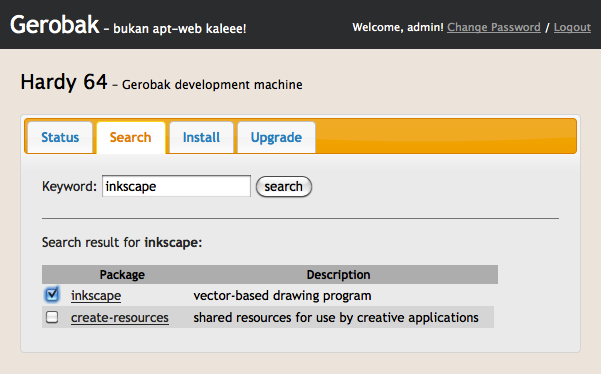 Gerobak – bukan apt-web kaleee! Welcome, admin! Change Password / Logout
Hardy 64 – Gerobak development machine
Status Search Install Upgrade
Keyword: inkscape search
Search result for inkscape:
Package Description
inkscape vector-based drawing program
create-resources shared resources for use by creative applications